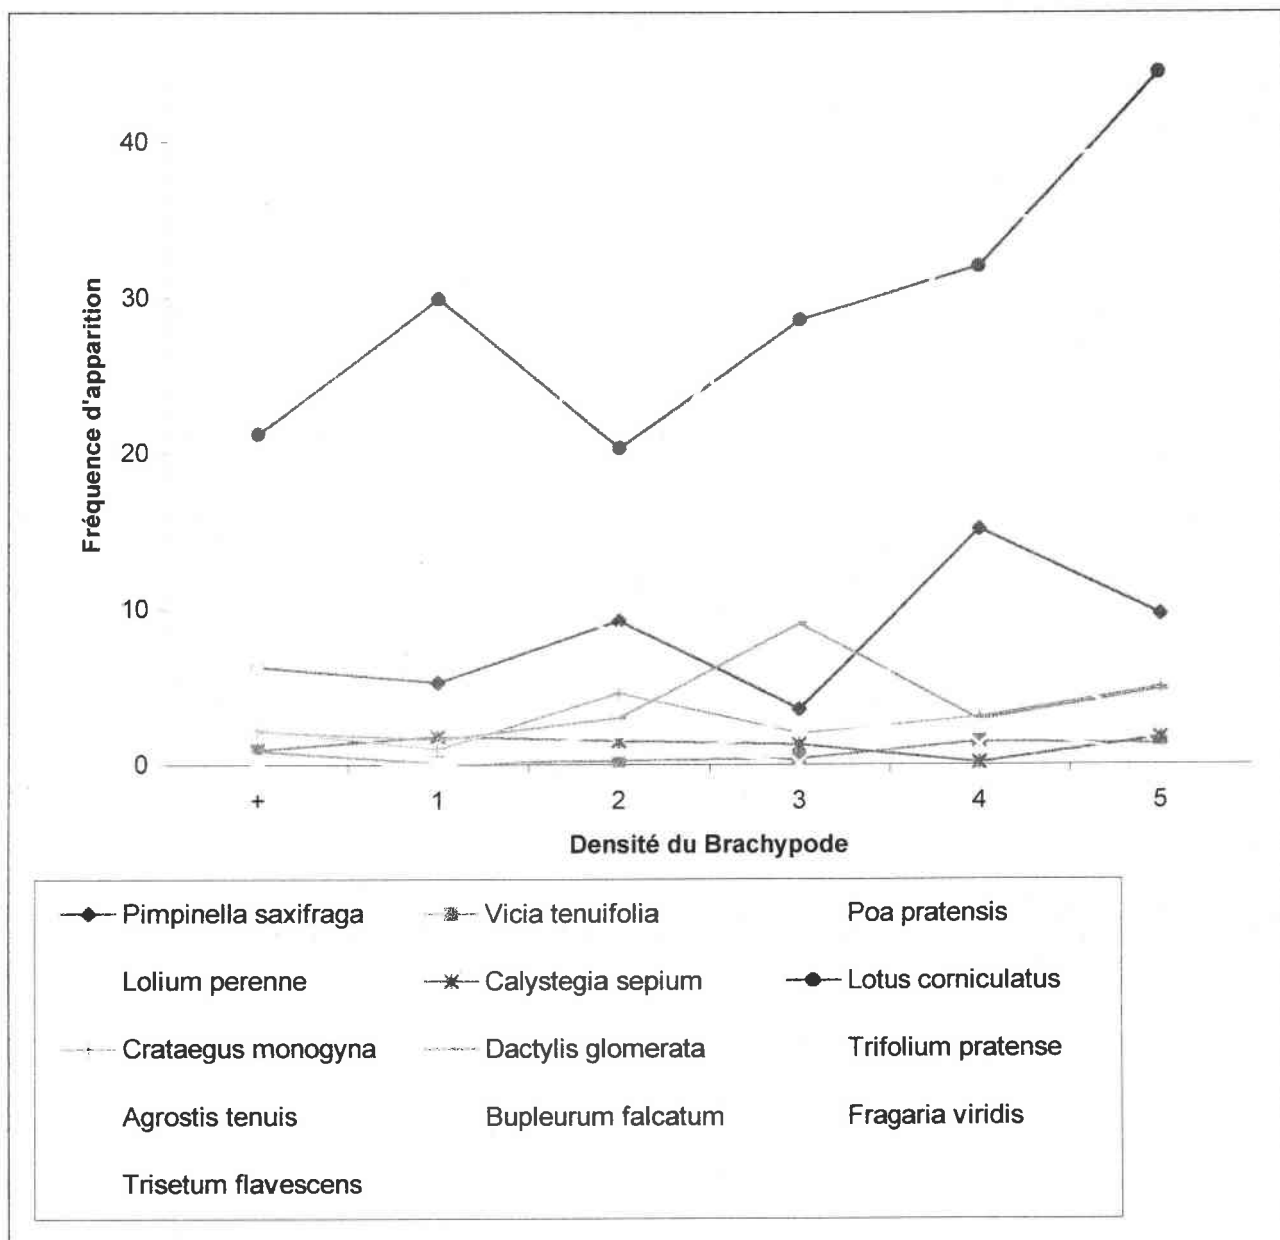 40
30
20
10
0
Fréquence d'apparition
+ 1 2 3 4 5
Densité du Brachypode
Pimpinella saxifraga Vicia tenuifolia Poa pratensis
Lolium perenne Calystegia sepium Lotus corniculatus
Crataegus monogyna Dactylis glomerata Trifolium pratense
Agrostis tenuis Bupleurum falcatum Fragaria viridis
Trisetum flavescens